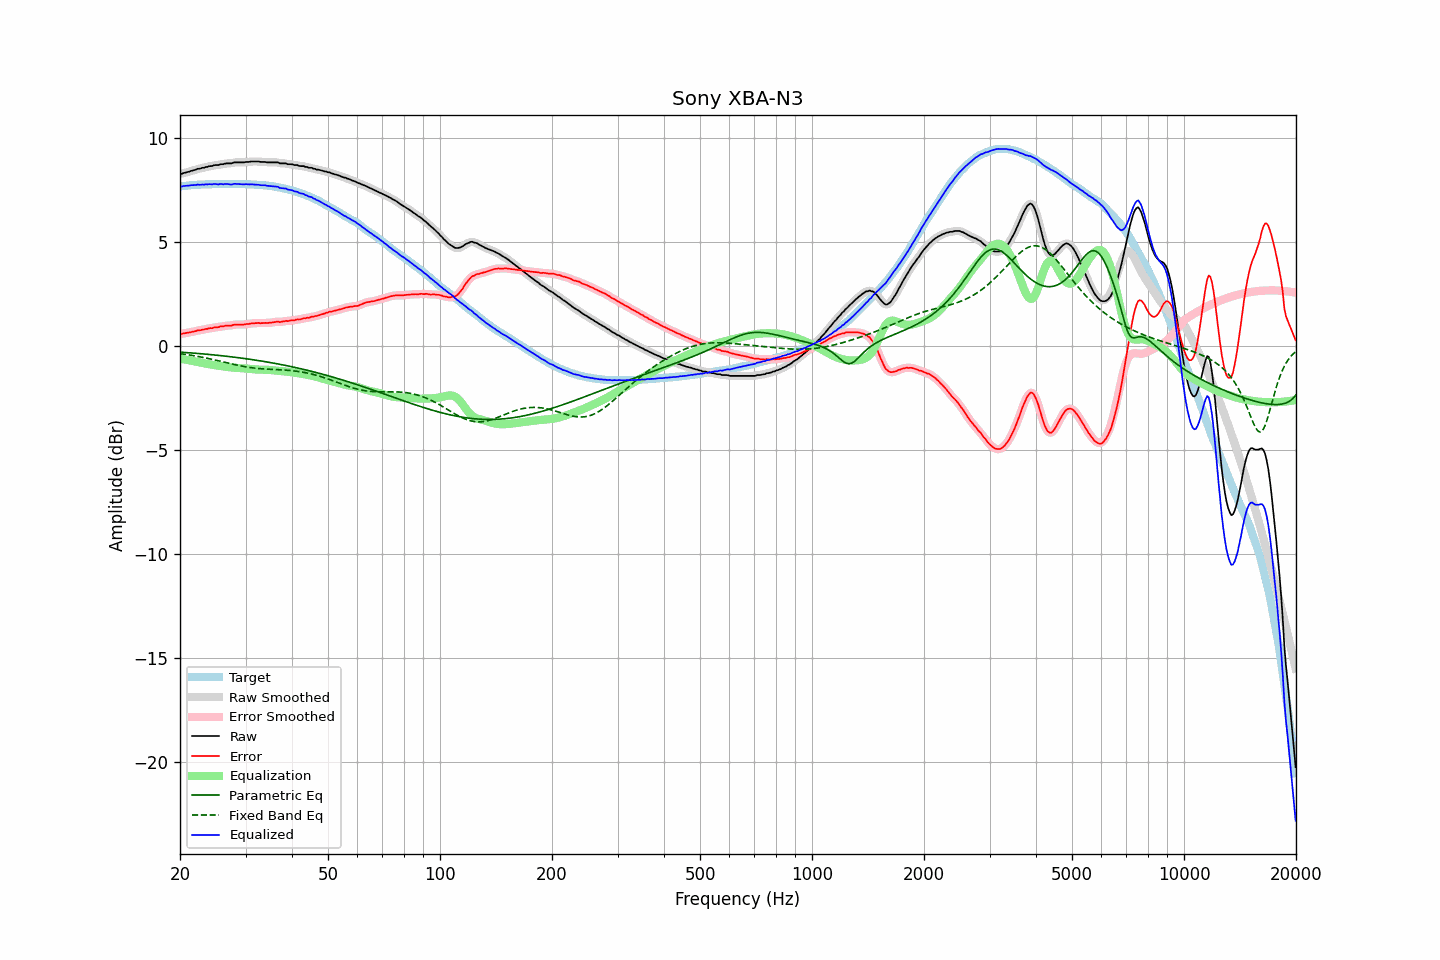 Sony XBA-N3
Amplitude (dBr)
10
5
0
−5
−10
−15
−20
Target
Raw Smoothed
Error Smoothed
Raw
Error
Equalization
Parametric Eq
Fixed Band Eq
Equalized
20 50 100 200 500 1000 2000 5000 10000 20000
Frequency (Hz)